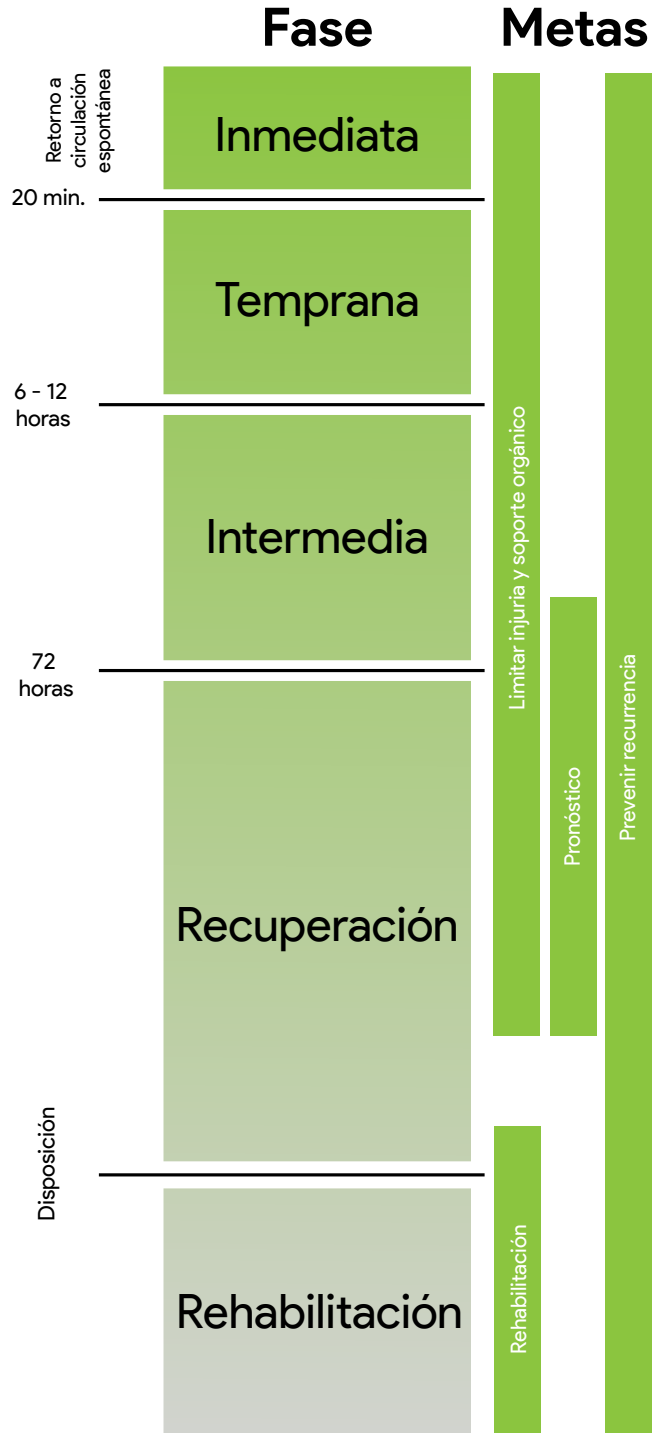 Fase
Metas
Retorno a
circulación
espontánea
Inmediata
20 min.
Temprana
6 - 12
horas
Intermedia
72
horas
Recuperación
Disposición
Rehabilitación
Limitar injuria y soporte orgánico
Pronóstico
Prevenir recurrencia
Rehabilitación